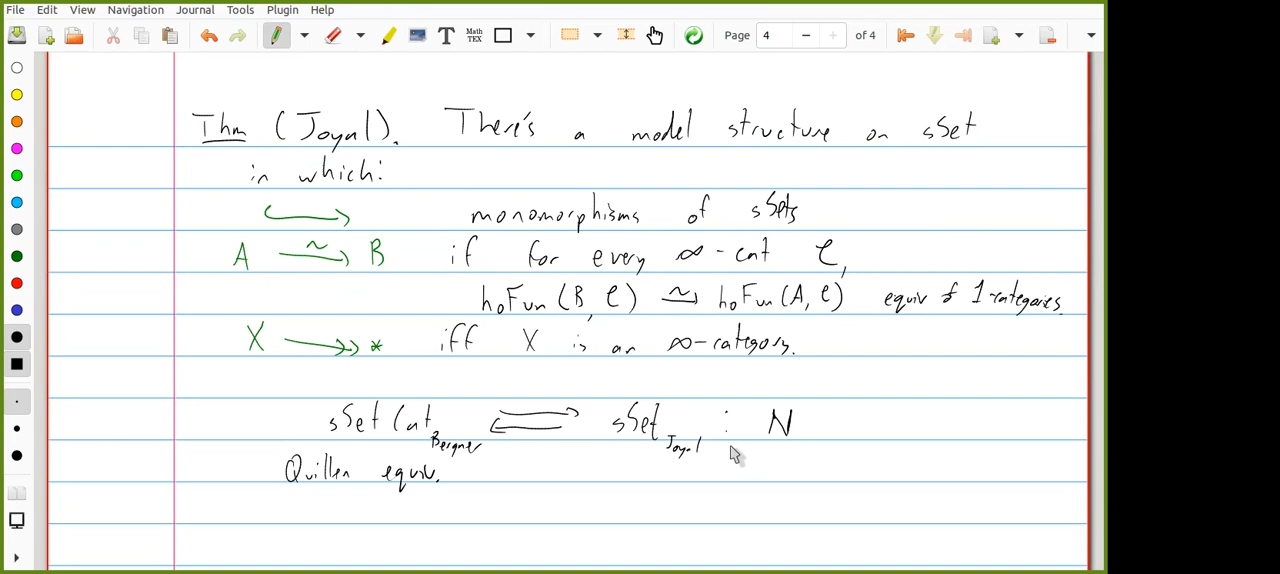 File Edit View Navigation Journal Tools Plugin Help
T Math TEX Page 4 of 4
Thm (Joyal). There's a model structure on sSet
in which:
↪ monomorphisms of sSets
A ⥲ B if for every ∞-cat C,
hoFun(B, C) ⥲ hoFun(A, C) equiv of 1-categories.
X ↠ * iff X is an ∞-category.
sSetCat_Bergner ⇄ sSet_Joyal : N
Quillen equiv.